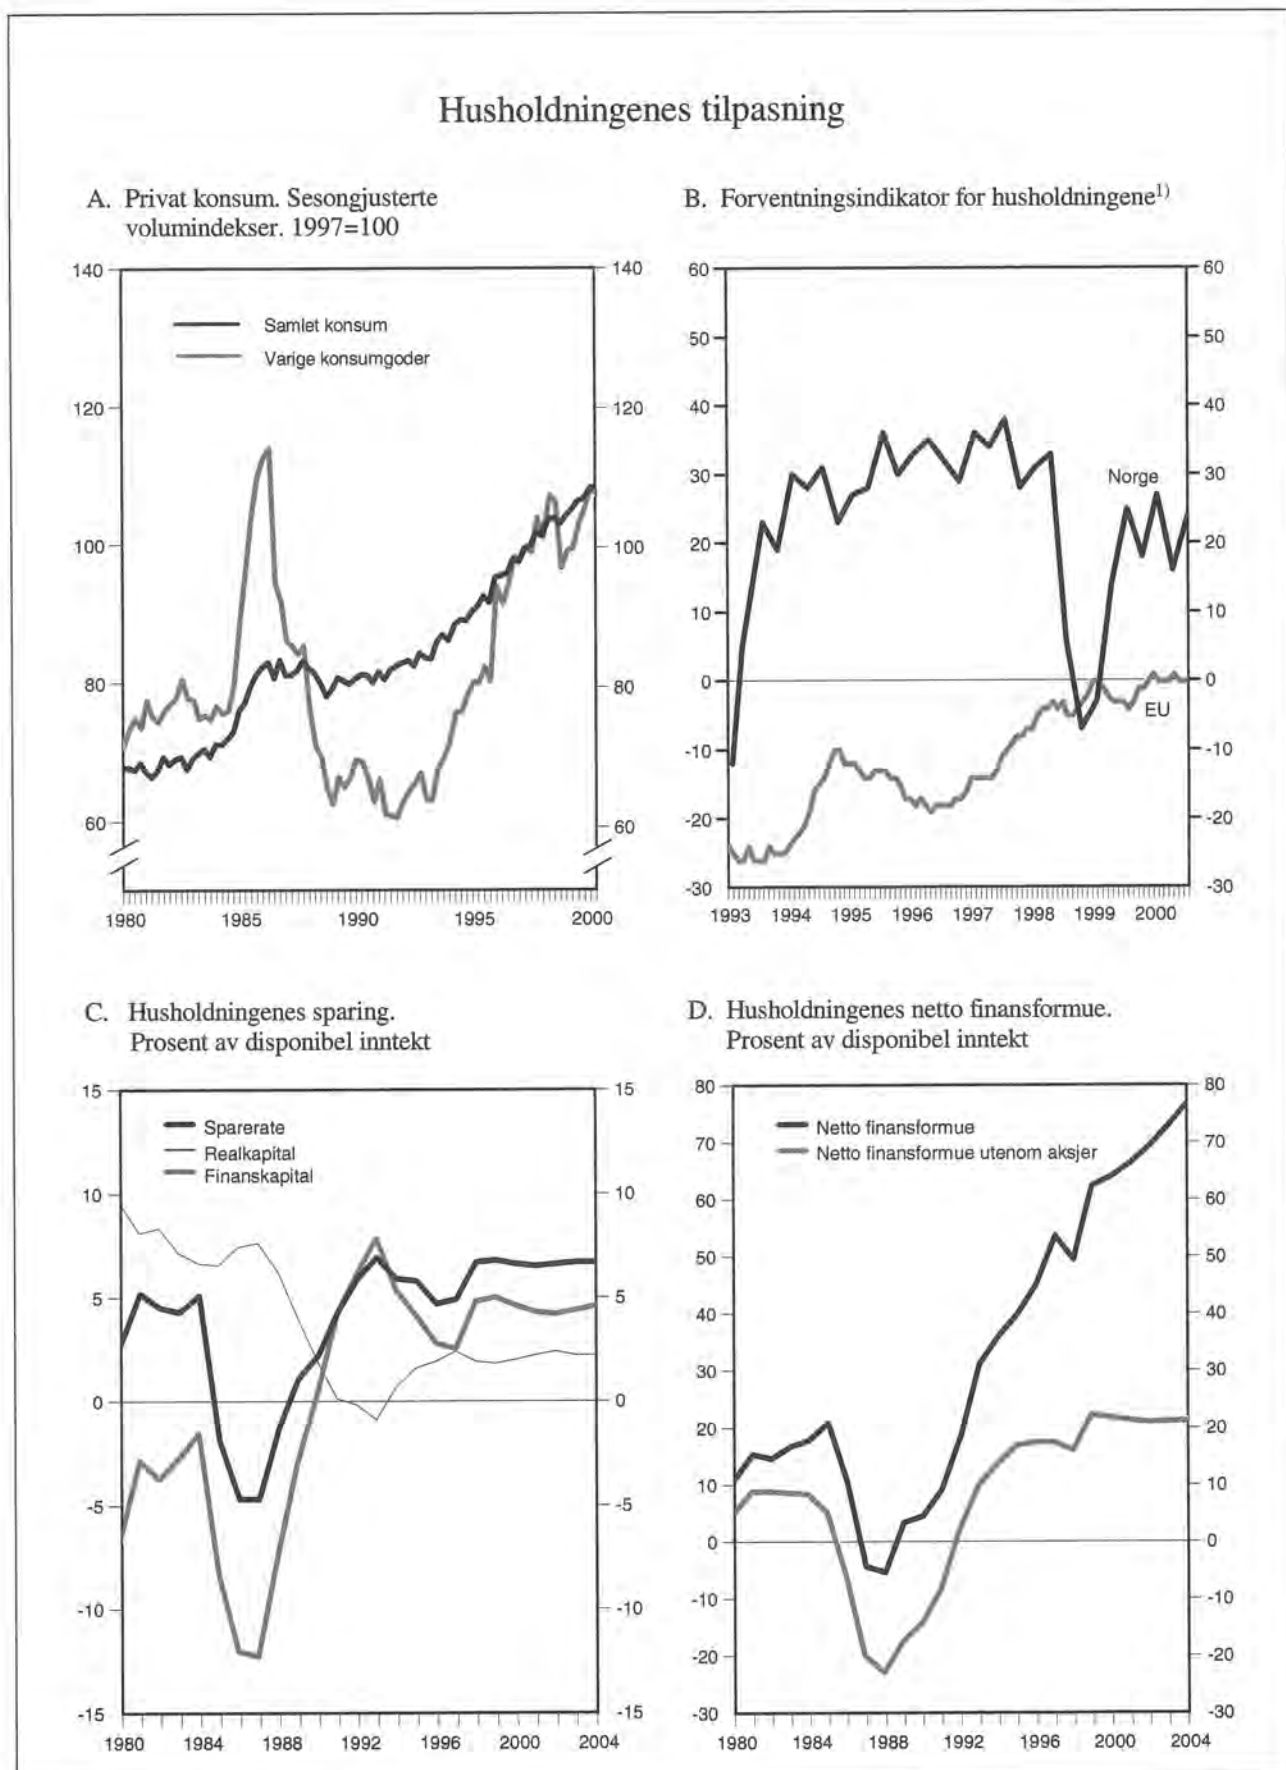 Husholdningenes tilpasning
A. Privat konsum. Sesongjusterte
volumindekser. 1997=100
140 140
Samlet konsum
Varige konsumgoder
120 120
100 100
80 80
60 60
1980 1985 1990 1995 2000
B. Forventningsindikator for husholdningene1)
60 60
50 50
40 40
30 30
Norge
20 20
10 10
0 0
EU
-10 -10
-20 -20
-30 -30
1993 1994 1995 1996 1997 1998 1999 2000
C. Husholdningenes sparing.
Prosent av disponibel inntekt
15 15
Sparerate
Realkapital
Finanskapital
10 10
5 5
0 0
-5 -5
-10 -10
-15 -15
1980 1984 1988 1992 1996 2000 2004
D. Husholdningenes netto finansformue.
Prosent av disponibel inntekt
80 80
Netto finansformue
70 70
Netto finansformue utenom aksjer
60 60
50 50
40 40
30 30
20 20
10 10
0 0
-10 -10
-20 -20
-30 -30
1980 1984 1988 1992 1996 2000 2004